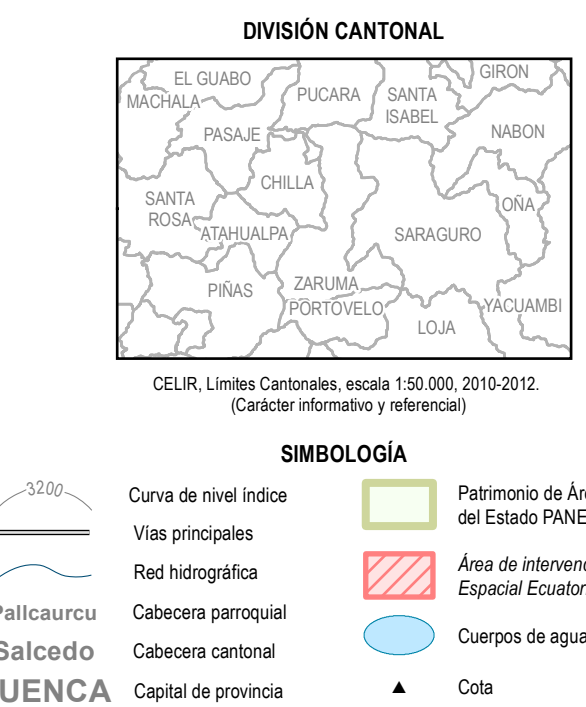 DIVISIÓN CANTONAL
EL GUABO
GIRON
MACHALA
PUCARA
SANTA
ISABEL
PASAJE
NABON
CHILLA
SANTA
ROSA
OÑA
ATAHUALPA
SARAGURO
PIÑAS
ZARUMA
PORTOVELO
YACUAMBI
LOJA
CELIR, Límites Cantonales, escala 1:50.000, 2010-2012.
(Carácter informativo y referencial)
SIMBOLOGÍA
3200
Curva de nivel índice
Patrimonio de Ár
del Estado PANE
Vías principales
Red hidrográfica
Área de interven
Espacial Ecuator
Pallcaurcu
Cabecera parroquial
Salcedo
Cabecera cantonal
Cuerpos de agua
UENCA
Capital de provincia
Cota